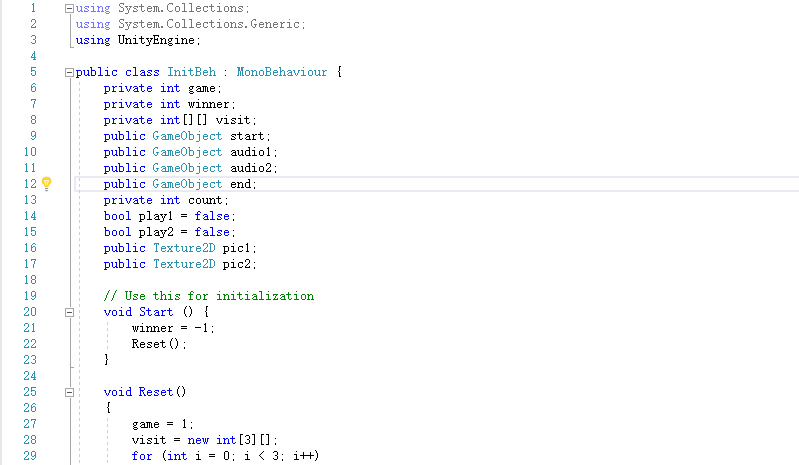 1 using System.Collections;
2 using System.Collections.Generic;
3 using UnityEngine;
4
5 public class InitBeh : MonoBehaviour {
6 private int game;
7 private int winner;
8 private int[][] visit;
9 public GameObject start;
10 public GameObject audio1;
11 public GameObject audio2;
12 public GameObject end;
13 private int count;
14 bool play1 = false;
15 bool play2 = false;
16 public Texture2D pic1;
17 public Texture2D pic2;
18
19 // Use this for initialization
20 void Start () {
21 winner = -1;
22 Reset();
23 }
24
25 void Reset()
26 {
27 game = 1;
28 visit = new int[3][];
29 for (int i = 0; i < 3; i++)